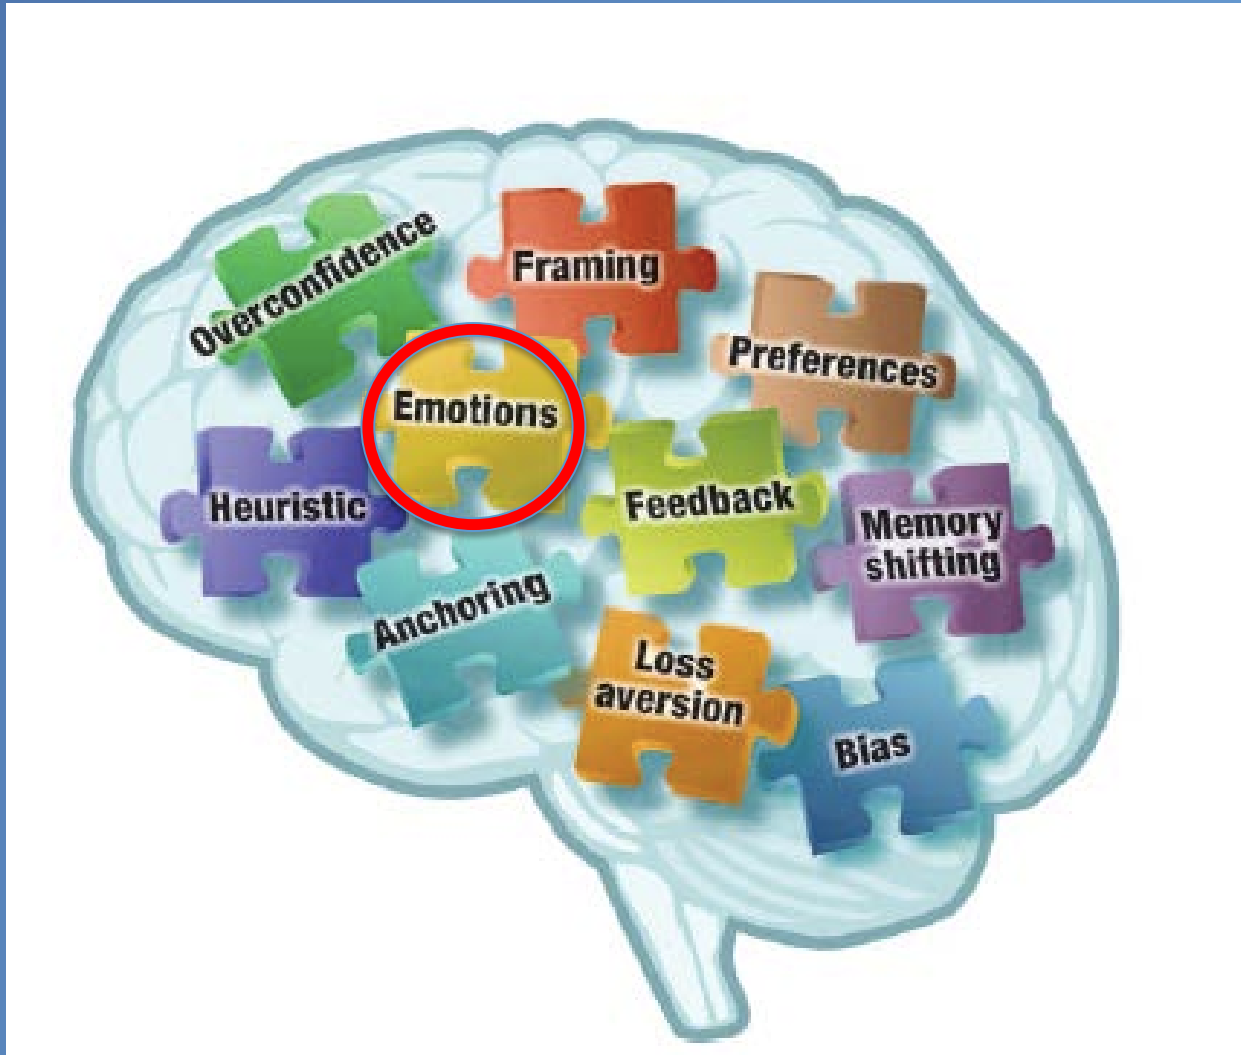 Overconfidence
Framing
Preferences
Emotions
Heuristic
Feedback
Memory
shifting
Anchoring
Loss
aversion
Bias